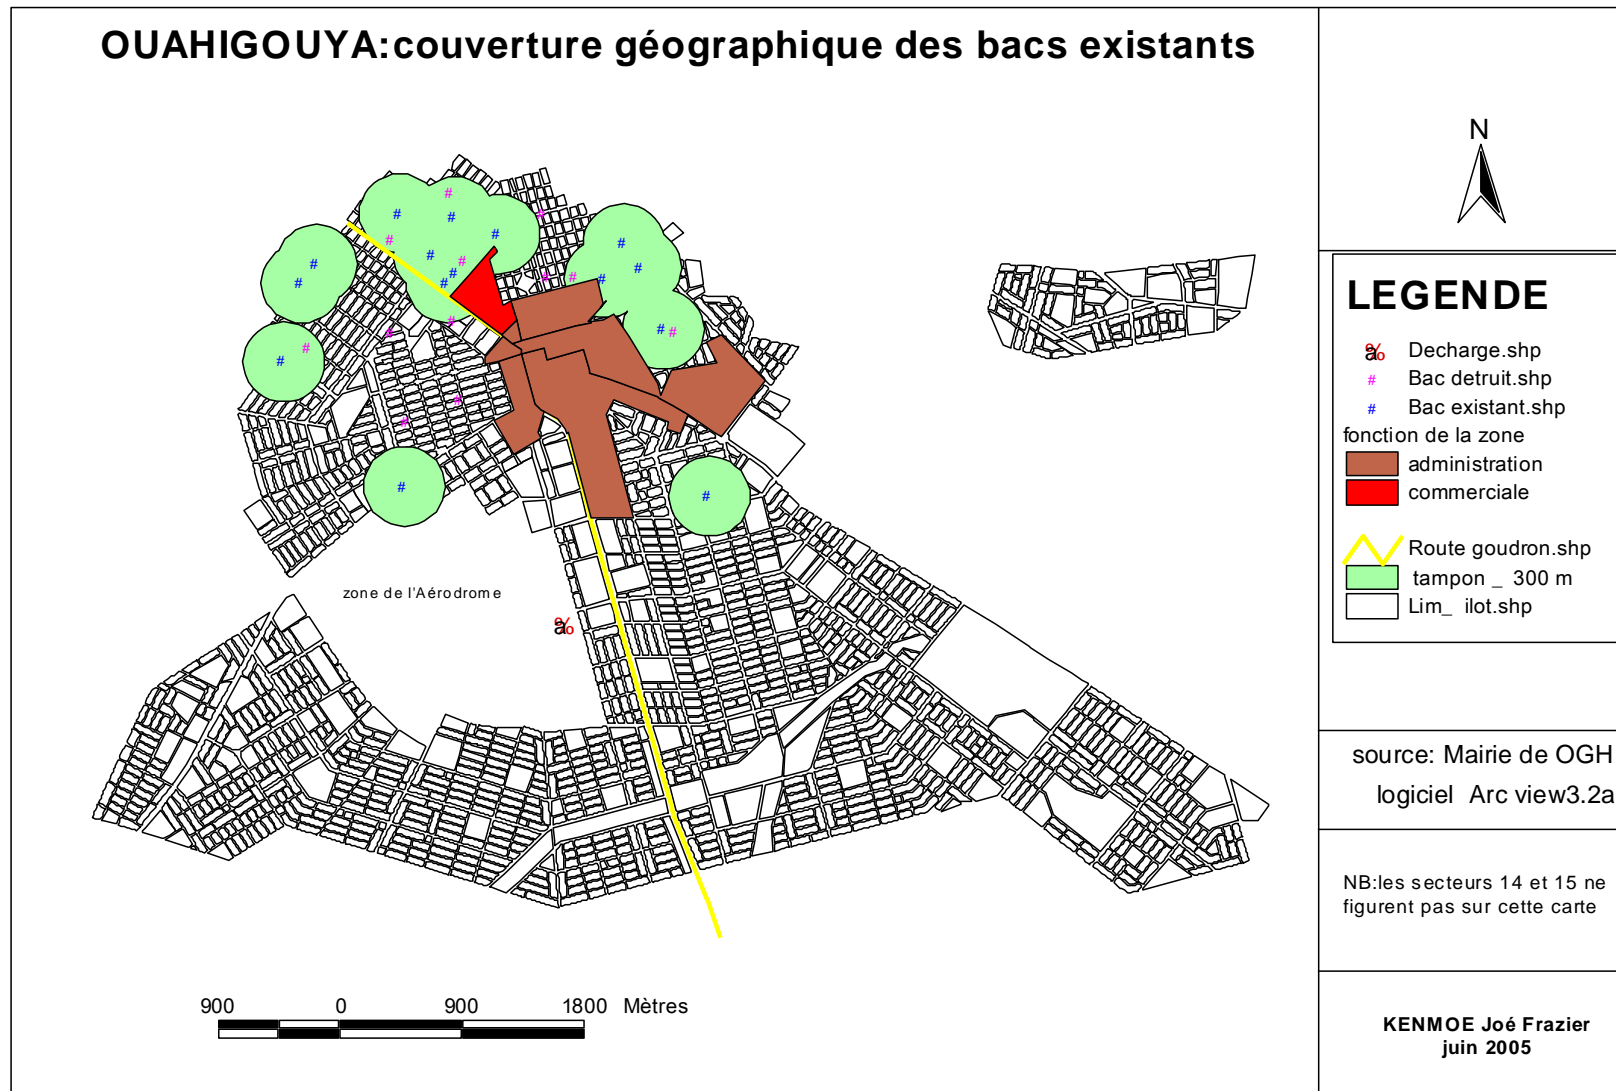 OUAHIGOUYA:couverture géographique des bacs existants
N
LEGENDE
Decharge.shp
# Bac detruit.shp
# Bac existant.shp
fonction de la zone
administration
commerciale
Route goudron.shp
tampon _ 300 m
Lim_ ilot.shp
zone de l'Aérodrome
source: Mairie de OGH
logiciel Arc view3.2a
NB:les secteurs 14 et 15 ne
figurent pas sur cette carte
900 0 900 1800 Mètres
KENMOE Joé Frazier
juin 2005